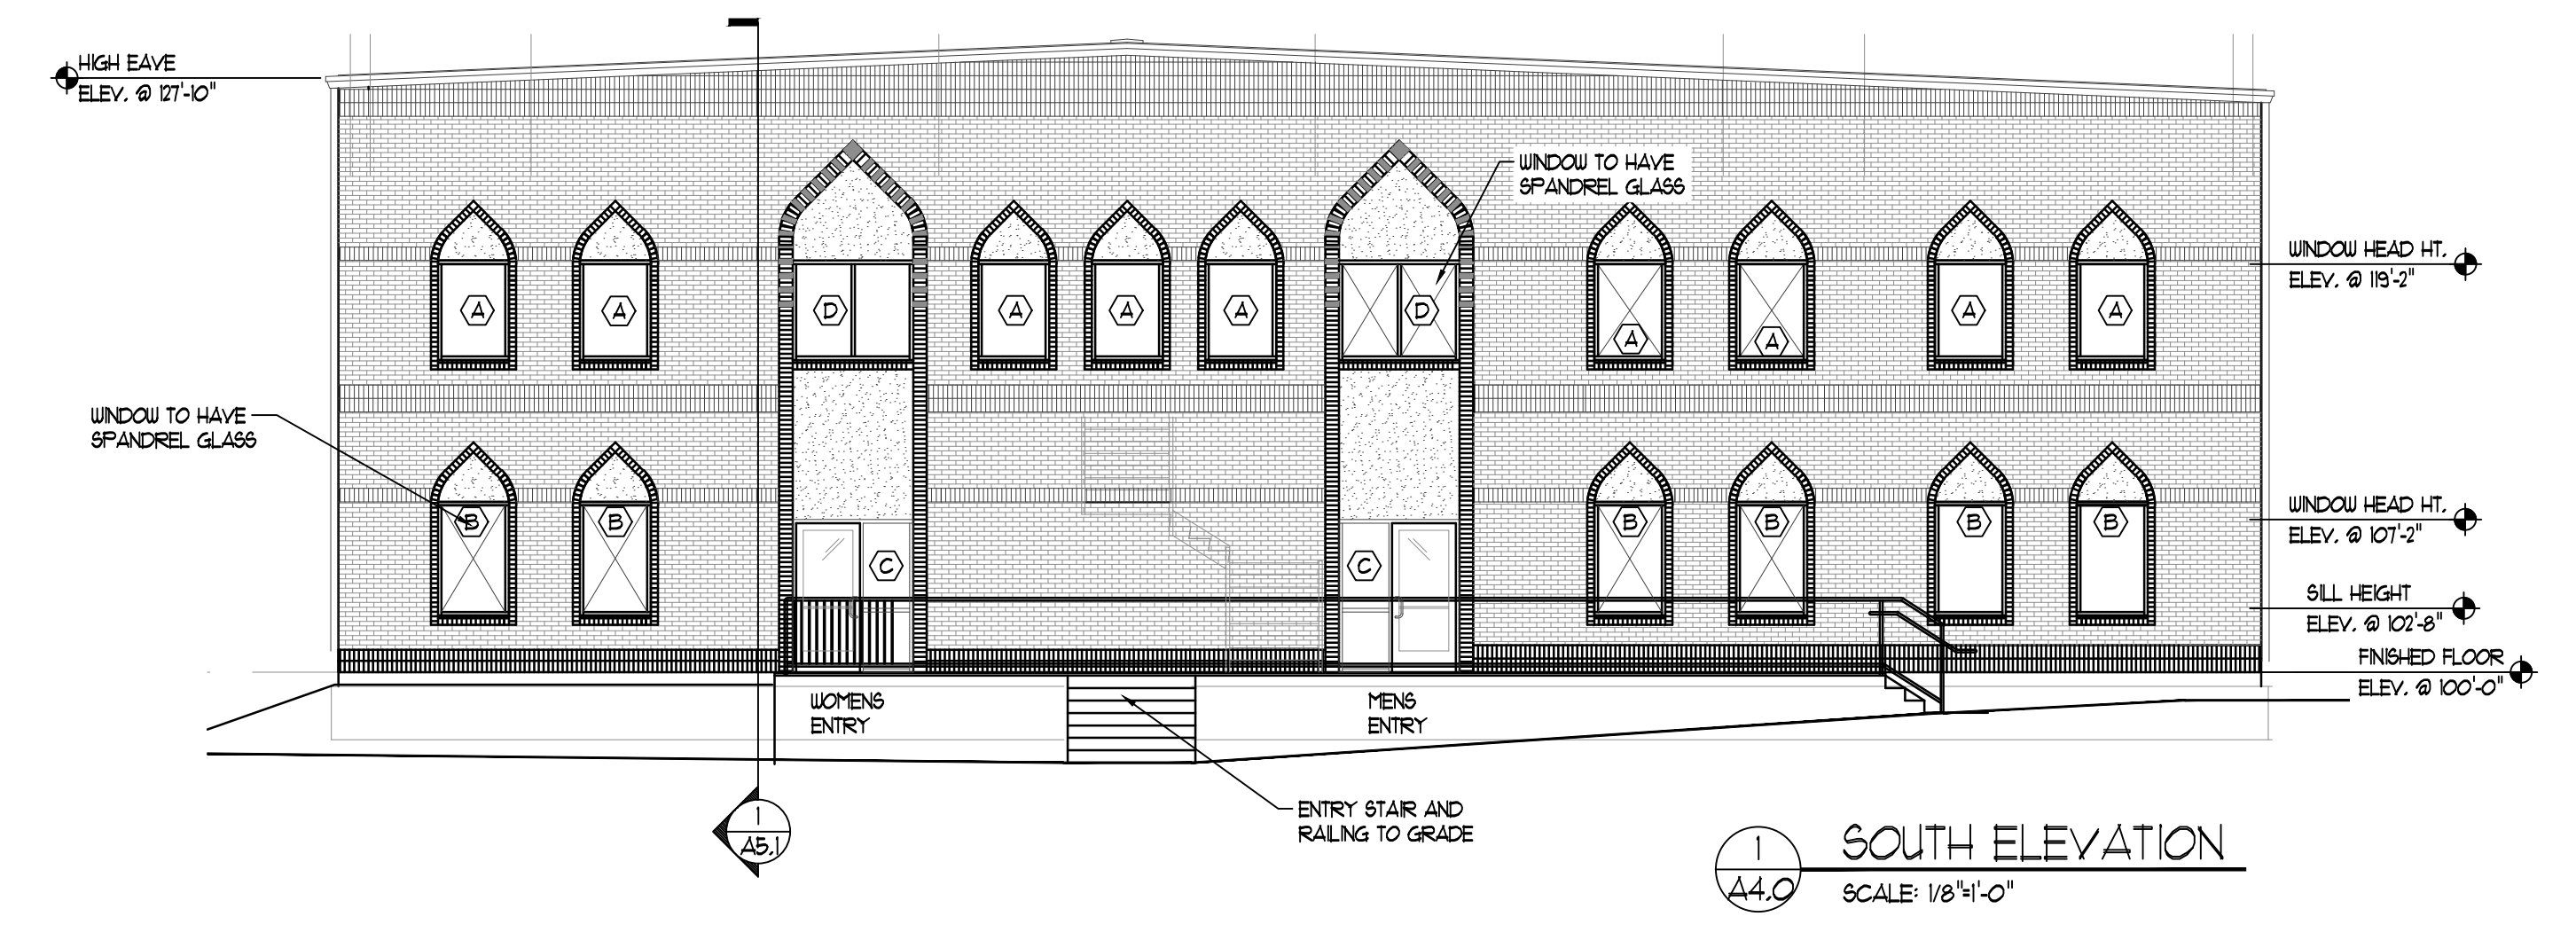 HIGH EAVE
ELEV. @ 127'-10"
WINDOW TO HAVE
SPANDREL GLASS
WINDOW HEAD HT.
ELEV. @ 119'-2"
A
A
D
A
A
A
D
A
A
A
A
WINDOW TO HAVE
SPANDREL GLASS
B
B
B
B
B
B
WINDOW HEAD HT.
ELEV. @ 107'-2"
C
C
SILL HEIGHT
ELEV. @ 102'-8"
FINISHED FLOOR
ELEV. @ 100'-0"
WOMENS
ENTRY
MENS
ENTRY
ENTRY STAIR AND
RAILING TO GRADE
1
A5.1
1
A4.0
SOUTH ELEVATION
SCALE: 1/8"=1'-0"